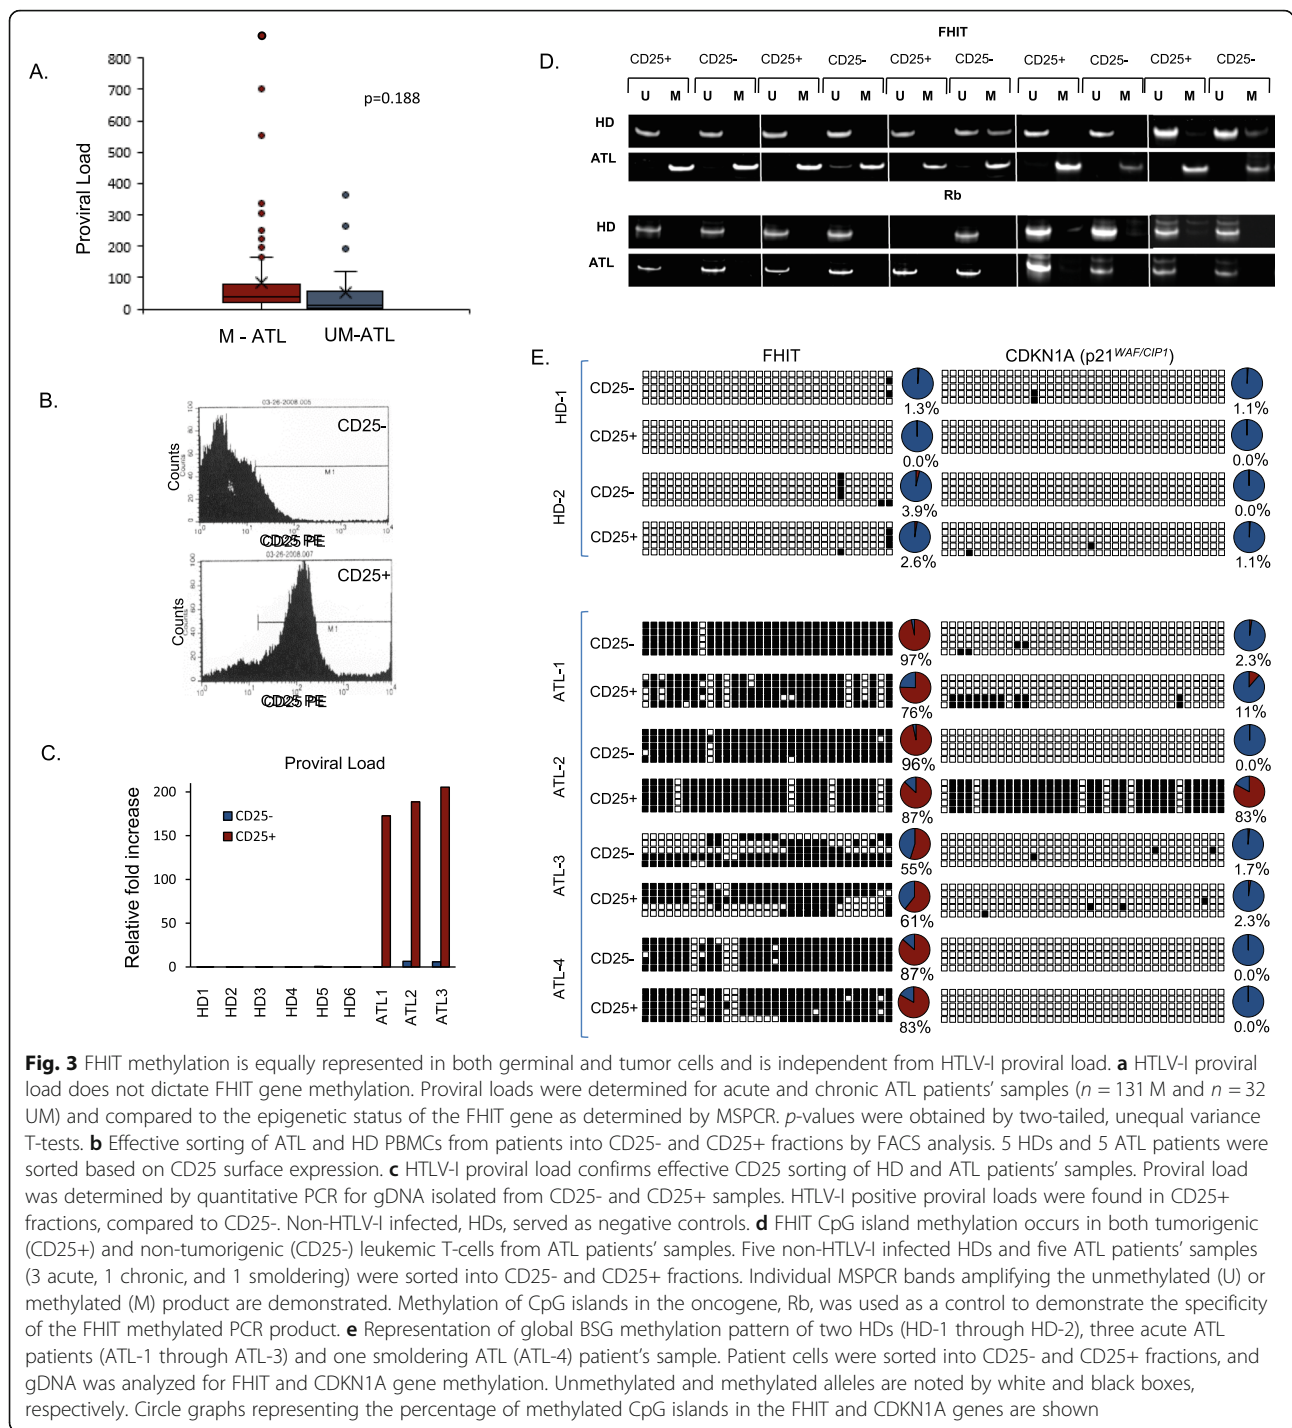 A.
800
700
600
500
400
300
200
100
0
Proviral Load
p=0.188
M - ATL
UM-ATL
B.
03-26-2008.005
CD25-
M1
Counts
CD25 PE
03-26-2008.007
CD25+
M1
Counts
CD25 PE
C.
Proviral Load
200
150
100
50
0
Relative fold increase
CD25-
CD25+
HD1
HD2
HD3
HD4
HD5
HD6
ATL1
ATL2
ATL3
D.
FHIT
CD25+ CD25- CD25+ CD25- CD25+ CD25- CD25+ CD25- CD25+ CD25-
U M U M U M U M U M U M U M U M U M U M
HD
ATL
Rb
HD
ATL
E.
FHIT
CDKN1A (p21WAF/CIP1)
HD-1
CD25-
1.3%
1.1%
CD25+
0.0%
0.0%
HD-2
CD25-
3.9%
0.0%
CD25+
2.6%
1.1%
ATL-1
CD25-
97%
2.3%
CD25+
76%
11%
ATL-2
CD25-
96%
0.0%
CD25+
87%
83%
ATL-3
CD25-
55%
1.7%
CD25+
61%
2.3%
ATL-4
CD25-
87%
0.0%
CD25+
83%
0.0%
Fig. 3 FHIT methylation is equally represented in both germinal and tumor cells and is independent from HTLV-I proviral load. a HTLV-I proviral
load does not dictate FHIT gene methylation. Proviral loads were determined for acute and chronic ATL patients' samples (n = 131 M and n = 32
UM) and compared to the epigenetic status of the FHIT gene as determined by MSPCR. p-values were obtained by two-tailed, unequal variance
T-tests. b Effective sorting of ATL and HD PBMCs from patients into CD25- and CD25+ fractions by FACS analysis. 5 HDs and 5 ATL patients were
sorted based on CD25 surface expression. c HTLV-I proviral load confirms effective CD25 sorting of HD and ATL patients' samples. Proviral load
was determined by quantitative PCR for gDNA isolated from CD25- and CD25+ samples. HTLV-I positive proviral loads were found in CD25+
fractions, compared to CD25-. Non-HTLV-I infected, HDs, served as negative controls. d FHIT CpG island methylation occurs in both tumorigenic
(CD25+) and non-tumorigenic (CD25-) leukemic T-cells from ATL patients' samples. Five non-HTLV-I infected HDs and five ATL patients' samples
(3 acute, 1 chronic, and 1 smoldering) were sorted into CD25- and CD25+ fractions. Individual MSPCR bands amplifying the unmethylated (U) or
methylated (M) product are demonstrated. Methylation of CpG islands in the oncogene, Rb, was used as a control to demonstrate the specificity
of the FHIT methylated PCR product. e Representation of global BSG methylation pattern of two HDs (HD-1 through HD-2), three acute ATL
patients (ATL-1 through ATL-3) and one smoldering ATL (ATL-4) patient's sample. Patient cells were sorted into CD25- and CD25+ fractions, and
gDNA was analyzed for FHIT and CDKN1A gene methylation. Unmethylated and methylated alleles are noted by white and black boxes,
respectively. Circle graphs representing the percentage of methylated CpG islands in the FHIT and CDKN1A genes are shown